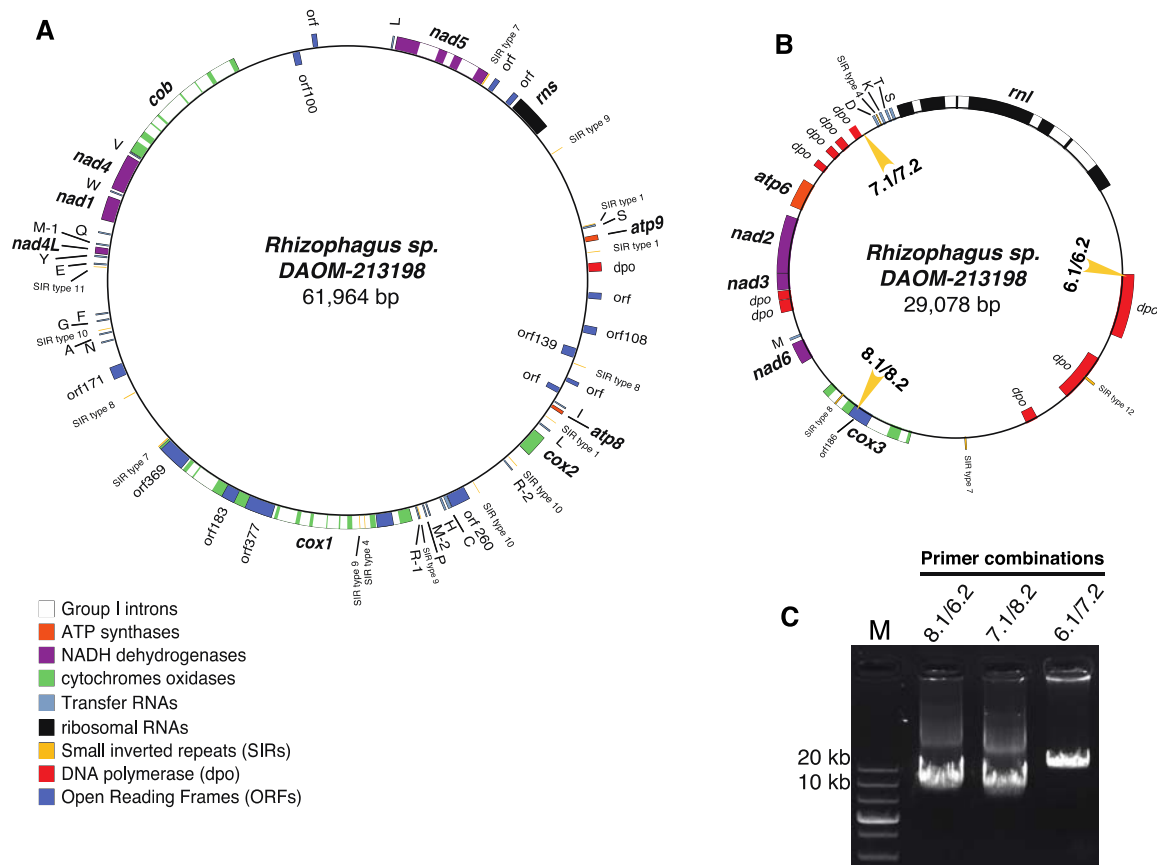 A
orf
orf100
L
nad5
SIR type 7
orf
orf
rns
SIR type 9
cob
V
nad4
W
nad1
M-1
Q
nad4L
Y
E
SIR type 11
G
F
SIR type 10
A
N
orf171
SIR type 8
SIR type 7
orf369
orf183
orf377
cox1
SIR type 9
SIR type 4
R-1
SIR type 9
M-2
P
H
C
orf 260
SIR type 10
R-2
SIR type 10
cox2
L
SIR type 1
atp8
I
orf
orf
SIR type 8
orf139
orf108
orf
dpo
SIR type 1
atp9
S
SIR type 1
Rhizophagus sp.
DAOM-213198
61,964 bp
B
SIR type 4
D
K
T
S
rnl
dpo
dpo
dpo
dpo
7.1/7.2
atp6
nad2
nad3
dpo
dpo
M
nad6
SIR type 8
orf186
cox3
8.1/8.2
SIR type 7
dpo
dpo
SIR type 12
dpo
6.1/6.2
Rhizophagus sp.
DAOM-213198
29,078 bp
Group I introns
ATP synthases
NADH dehydrogenases
cytochromes oxidases
Transfer RNAs
ribosomal RNAs
Small inverted repeats (SIRs)
DNA polymerase (dpo)
Open Reading Frames (ORFs)
C
Primer combinations
M
8.1/6.2
7.1/8.2
6.1/7.2
20 kb
10 kb